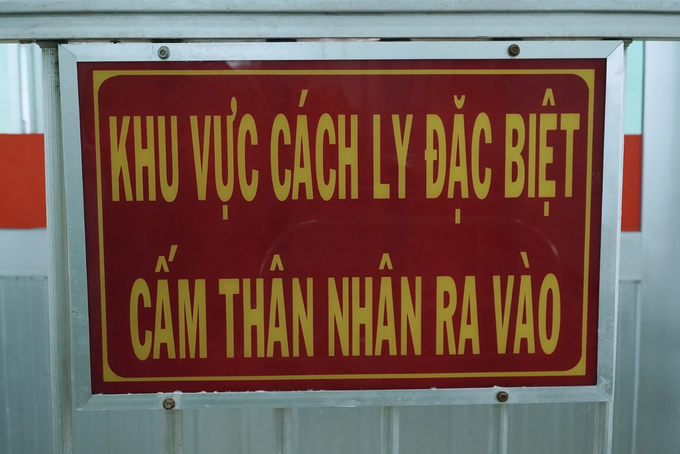 KHU VỰC CÁCH LY ĐẶC BIỆT
CẤM THÂN NHÂN RA VÀO